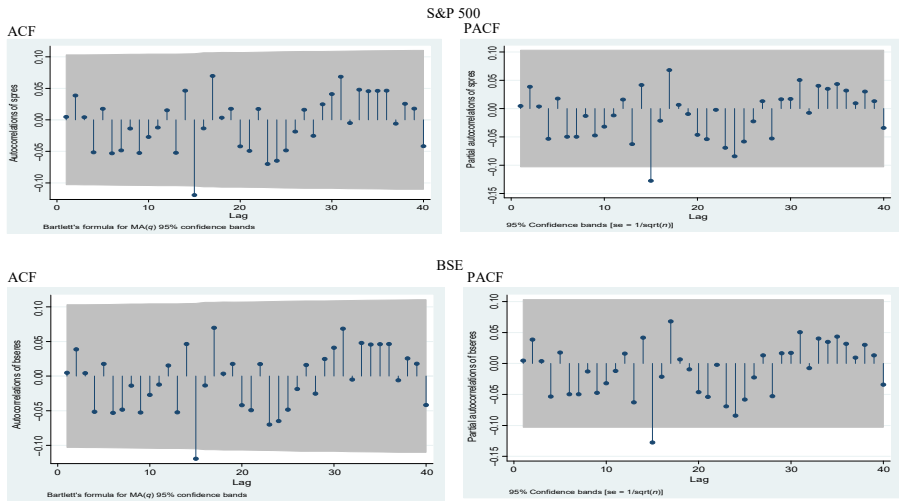 S&P 500
ACF
PACF
Autocorrelations of spres
0.10
0.05
0.00
−0.05
−0.10
0
10
20
30
40
Lag
Bartlett's formula for MA(q) 95% confidence bands
Partial autocorrelations of spres
0.10
0.05
0.00
−0.05
−0.10
−0.15
0
10
20
30
40
Lag
95% Confidence bands [se = 1/sqrt(n)]
BSE
ACF
PACF
Autocorrelations of bseres
0.10
0.05
0.00
−0.05
−0.10
0
10
20
30
40
Lag
Bartlett's formula for MA(q) 95% confidence bands
Partial autocorrelations of bseres
0.10
0.05
0.00
−0.05
−0.10
−0.15
0
10
20
30
40
Lag
95% Confidence bands [se = 1/sqrt(n)]